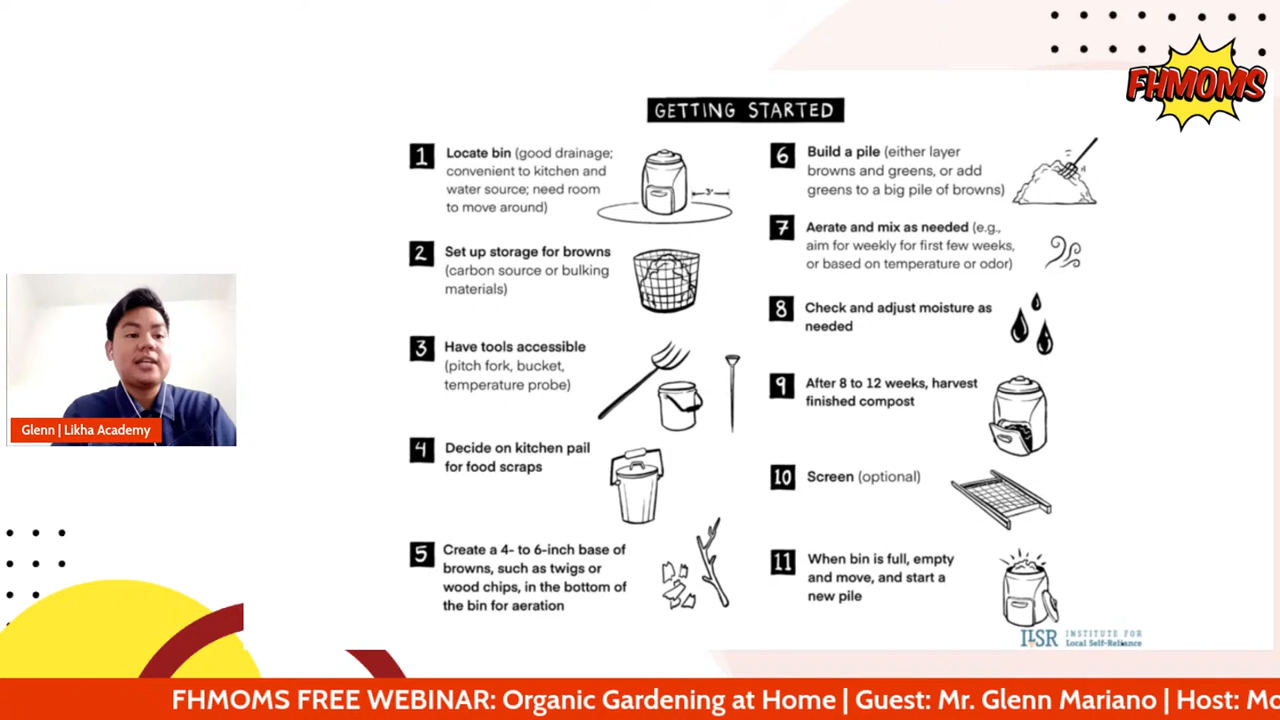 FHMOMS
GETTING STARTED
1
Locate bin (good drainage;
convenient to kitchen and
water source; need room
to move around)
3'
2
Set up storage for browns
(carbon source or bulking
materials)
3
Have tools accessible
(pitch fork, bucket,
temperature probe)
4
Decide on kitchen pail
for food scraps
5
Create a 4- to 6-inch base of
browns, such as twigs or
wood chips, in the bottom of
the bin for aeration
6
Build a pile (either layer
browns and greens, or add
greens to a big pile of browns)
7
Aerate and mix as needed (e.g.,
aim for weekly for first few weeks,
or based on temperature or odor)
8
Check and adjust moisture as
needed
9
After 8 to 12 weeks, harvest
finished compost
10
Screen (optional)
11
When bin is full, empty
and move, and start a
new pile
ILSR
INSTITUTE FOR
Local Self-Reliance
Glenn | Likha Academy
FHMOMS FREE WEBINAR: Organic Gardening at Home | Guest: Mr. Glenn Mariano | Host: Mo